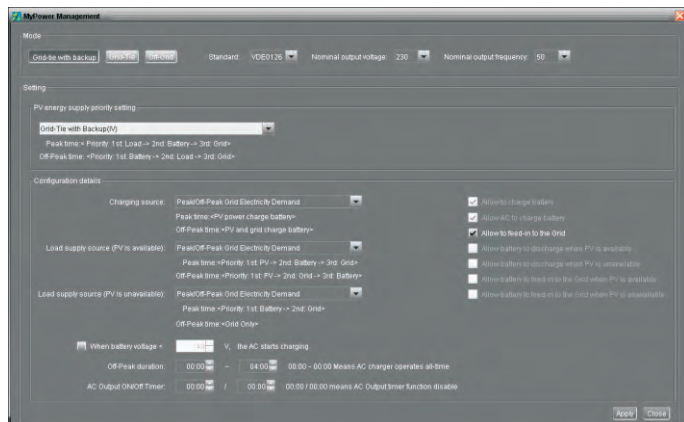 MyPower Management
Mode
Grid-tie with backup Grid-Tie Off-Grid Standard: VDE0126 Nominal output voltage: 230 Nominal output frequency: 50
Setting
PV energy supply priority setting
Grid-Tie with Backup(IV)
Peak time:< Priority: 1st: Load-> 2nd: Battery-> 3rd: Grid>
Off-Peak time: <Priority: 1st: Battery-> 2nd: Load-> 3rd: Grid>
Configuration details
Charging source: Peak/Off-Peak Grid Electricity Demand
Peak time:<PV power charge battery>
Off-Peak time:<PV and grid charge battery>
Load supply source (PV is available): Peak/Off-Peak Grid Electricity Demand
Peak time:<Priority: 1st: PV-> 2nd: Battery-> 3rd: Grid>
Off-Peak time:<Priority: 1st: PV-> 2nd: Grid-> 3rd: Battery>
Load supply source (PV is unavailable): Peak/Off-Peak Grid Electricity Demand
Peak time:<Priority: 1st: Battery-> 2nd: Grid>
Off-Peak time:<Grid Only>
Allow to charge battery
Allow AC to charge battery
Allow to feed-in to the Grid
Allow battery to discharge when PV is available
Allow battery to discharge when PV is unavailable
Allow battery to feed-in to the Grid when PV is available
Allow battery to feed-in to the Grid when PV is unavailable
When battery voltage < V, the AC starts charging
Off-Peak duration: 00:00 ~ 04:00 00:00 ~ 00:00 Means AC charger operates all-time
AC Output ON/Off Timer: 00:00 / 00:00 00:00 / 00:00 means AC Output timer function disable
Apply Close